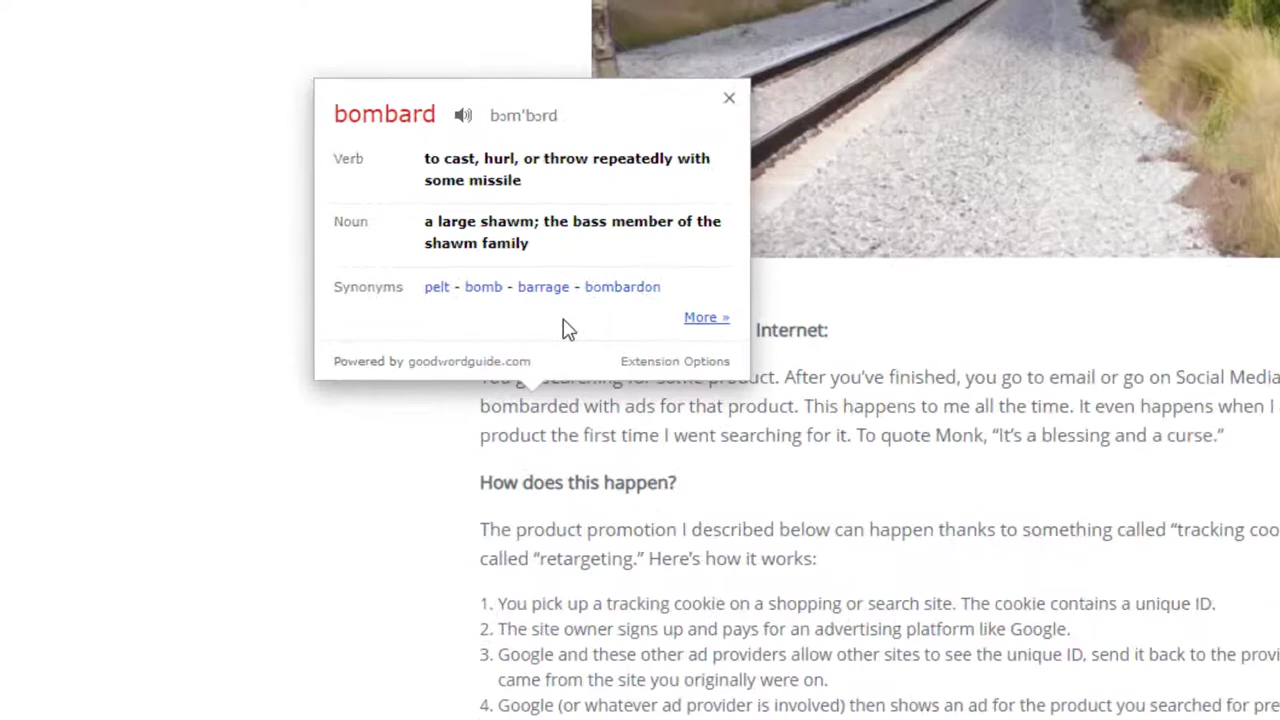 bombard bɔm'bɔrd
Verb to cast, hurl, or throw repeatedly with
some missile
Noun a large shawm; the bass member of the
shawm family
Synonyms pelt - bomb - barrage - bombardon
More »
Powered by goodwordguide.com Extension Options
Internet:
product. After you've finished, you go to email or go on Social Media
bombarded with ads for that product. This happens to me all the time. It even happens when I
product the first time I went searching for it. To quote Monk, “It's a blessing and a curse.”
How does this happen?
The product promotion I described below can happen thanks to something called “tracking coo
called “retargeting.” Here's how it works:
1. You pick up a tracking cookie on a shopping or search site. The cookie contains a unique ID.
2. The site owner signs up and pays for an advertising platform like Google.
3. Google and these other ad providers allow other sites to see the unique ID, send it back to the provi
came from the site you originally were on.
4. Google (or whatever ad provider is involved) then shows an ad for the product you searched for pre